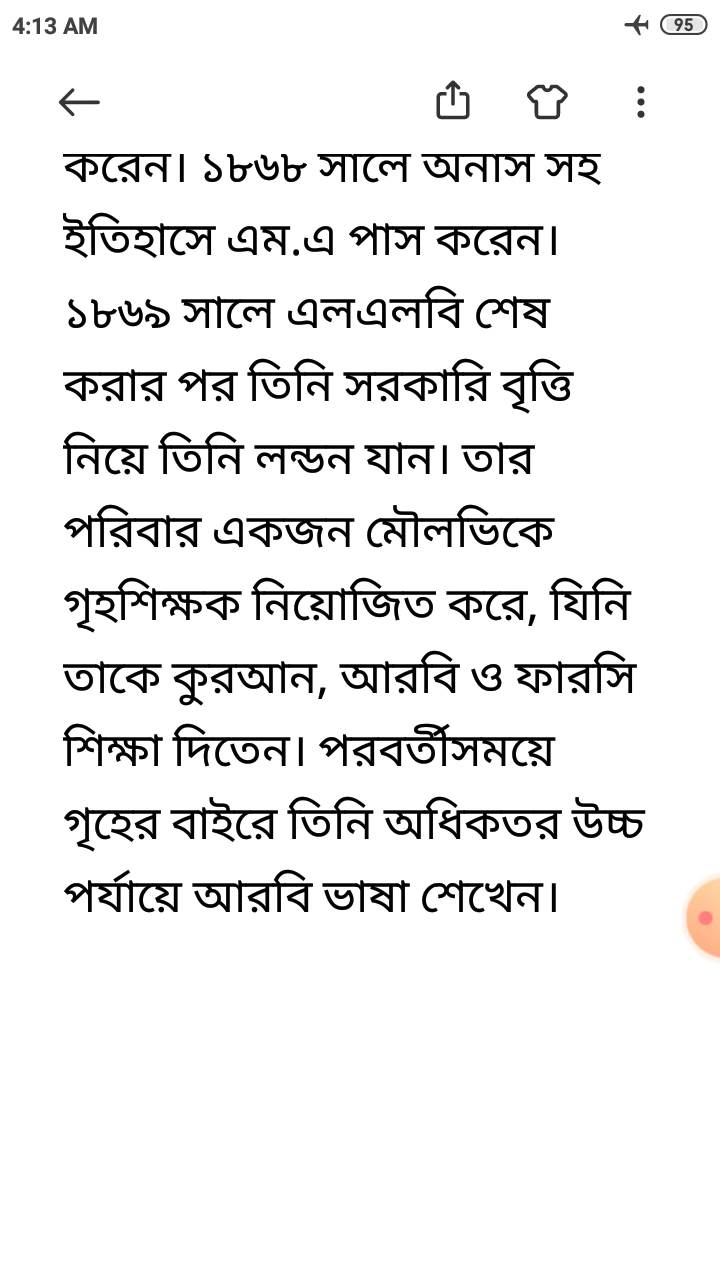 4:13 AM
95
করেন। ১৮৬৮ সালে অনার্স সহ
ইতিহাসে এম.এ পাস করেন।
১৮৬৯ সালে এলএলবি শেষ
করার পর তিনি সরকারি বৃত্তি
নিয়ে তিনি লন্ডন যান। তার
পরিবার একজন মৌলভিকে
গৃহশিক্ষক নিয়োজিত করে, যিনি
তাকে কুরআন, আরবি ও ফারসি
শিক্ষা দিতেন। পরবর্তীসময়ে
গৃহের বাইরে তিনি অধিকতর উচ্চ
পর্যায়ে আরবি ভাষা শেখেন।